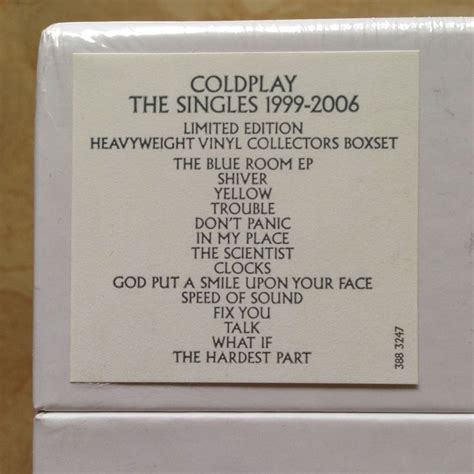 COLDPLAY
THE SINGLES 1999-2006
LIMITED EDITION
HEAVYWEIGHT VINYL COLLECTORS BOXSET
THE BLUE ROOM EP
SHIVER
YELLOW
TROUBLE
DON'T PANIC
IN MY PLACE
THE SCIENTIST
CLOCKS
GOD PUT A SMILE UPON YOUR FACE
SPEED OF SOUND
FIX YOU
TALK
WHAT IF
THE HARDEST PART
388 3247